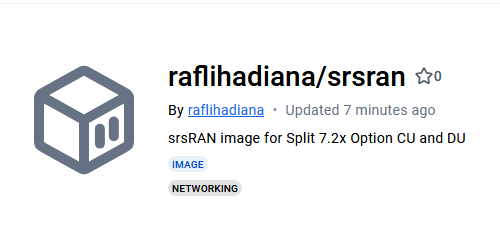 raflihadiana/srsran ☆0
By raflihadiana • Updated 7 minutes ago
srsRAN image for Split 7.2x Option CU and DU
IMAGE
NETWORKING